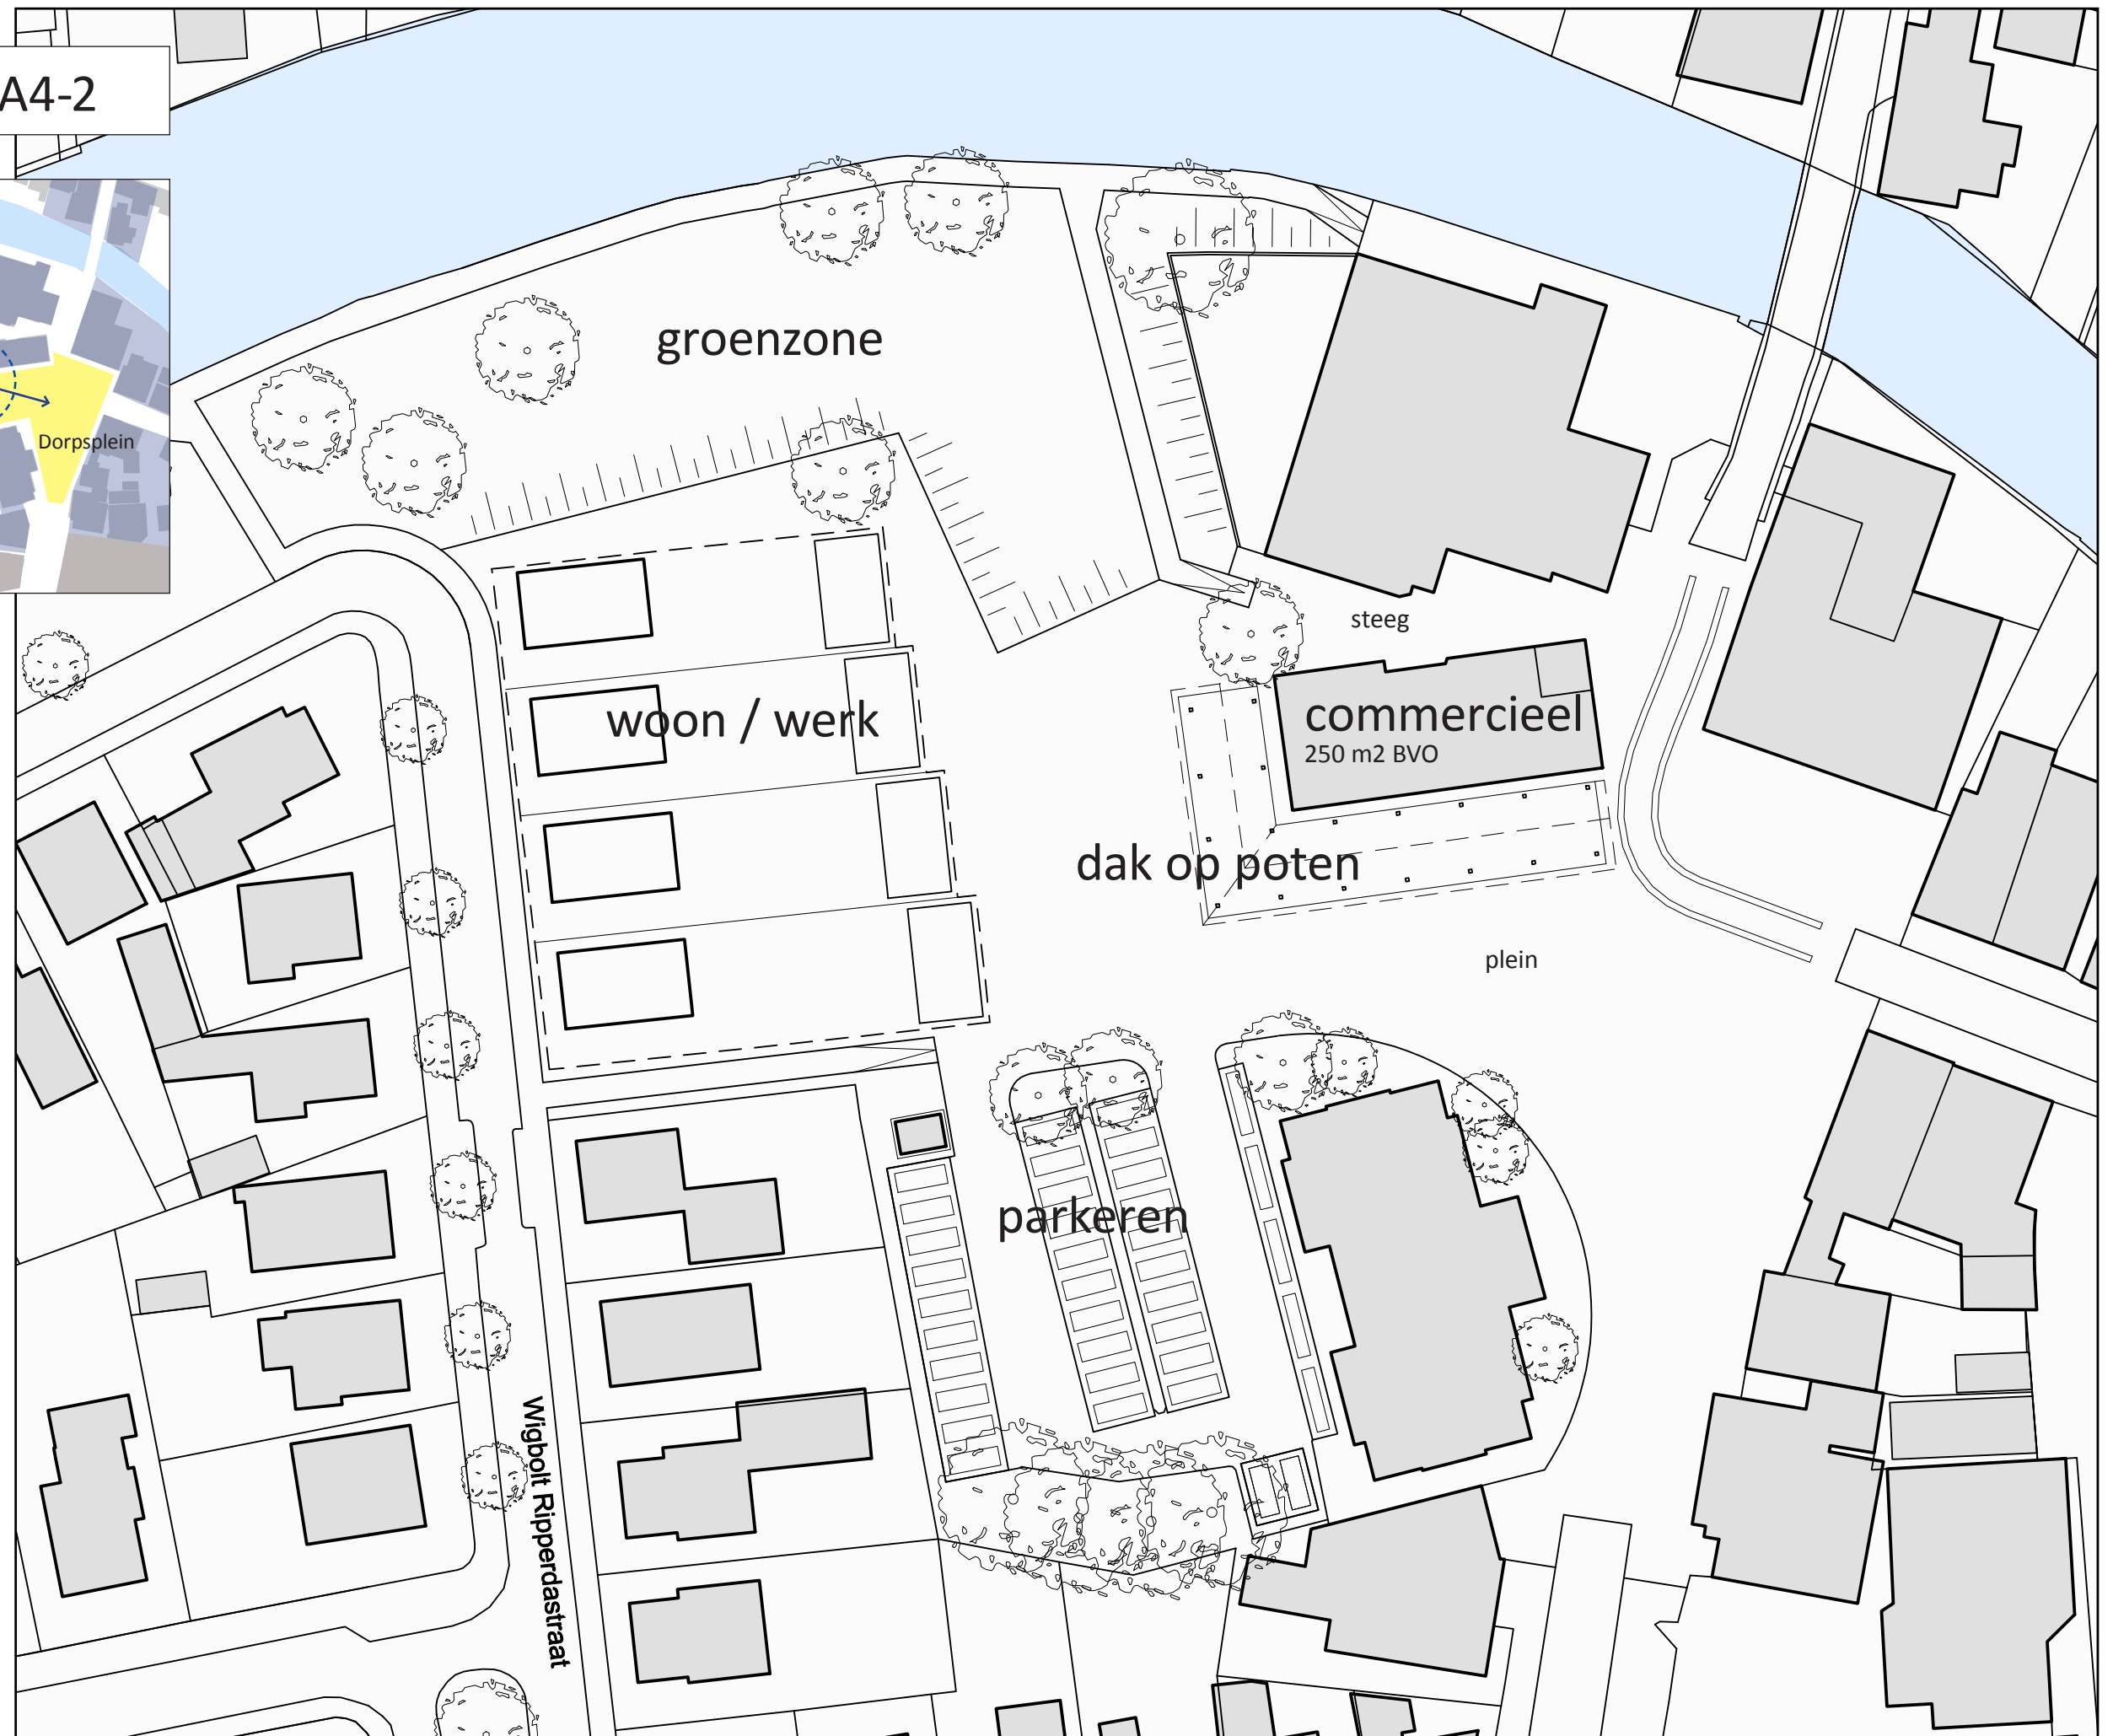 A4-2
Dorpsplein
groenzone
steeg
woon / werk
commercieel
250 m2 BVO
dak op poten
plein
parkeren
Wigbolt Ripperdastraat